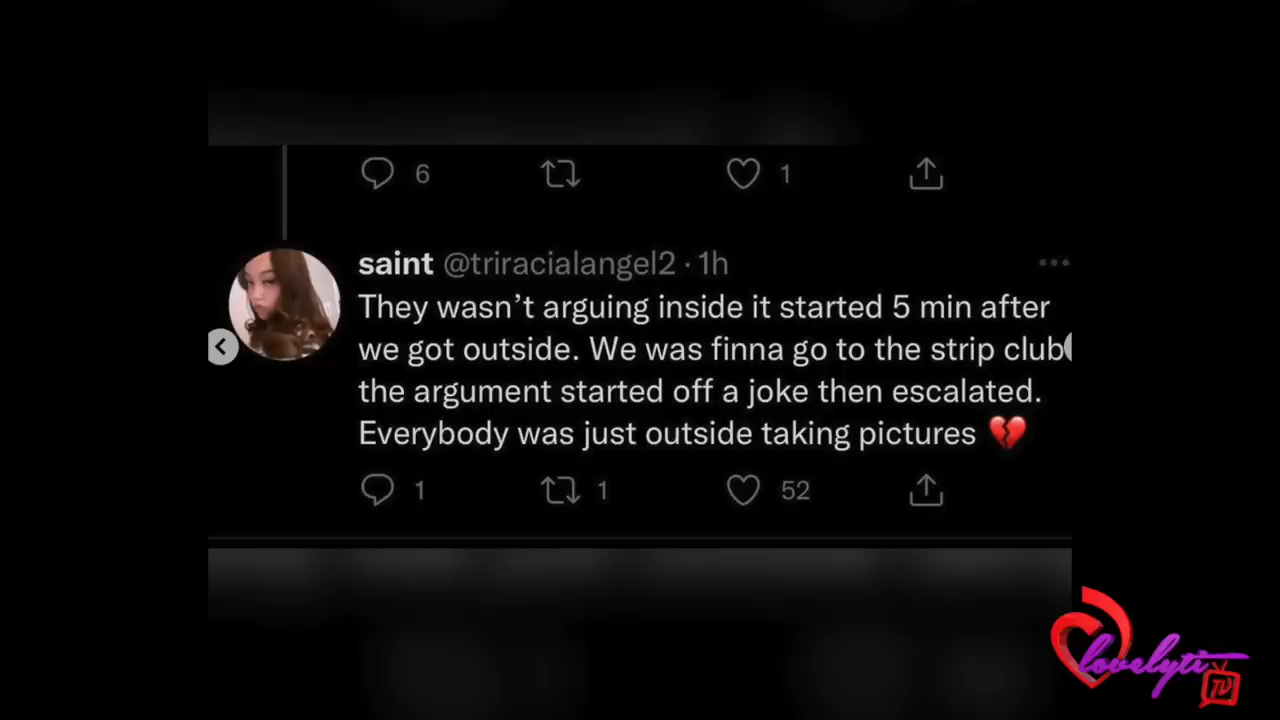 6
1
saint @triracialangel2 · 1h
They wasn’t arguing inside it started 5 min after
we got outside. We was finna go to the strip club
the argument started off a joke then escalated.
Everybody was just outside taking pictures 💔
1
1
52
lovelyti
TV